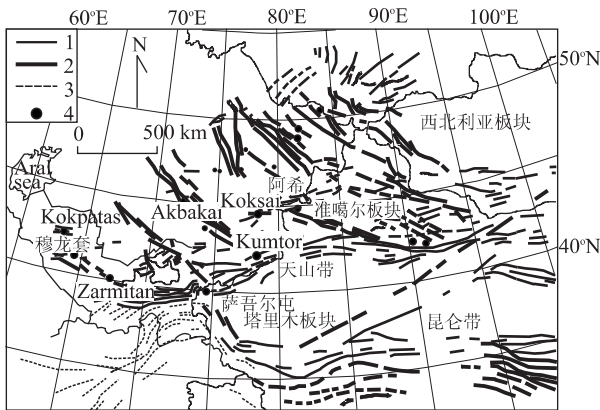 60°E
70°E
80°E
90°E
100°E
1
2
3
4
N
0
500 km
50°N
西北利亚板块
Aral
sea
阿希
Koksai
准噶尔板块
Akbakai
Kokpatas
穆龙套
Kumtor
40°N
天山带
Zarmitan
萨吾尔屯
塔里木板块
昆仑带